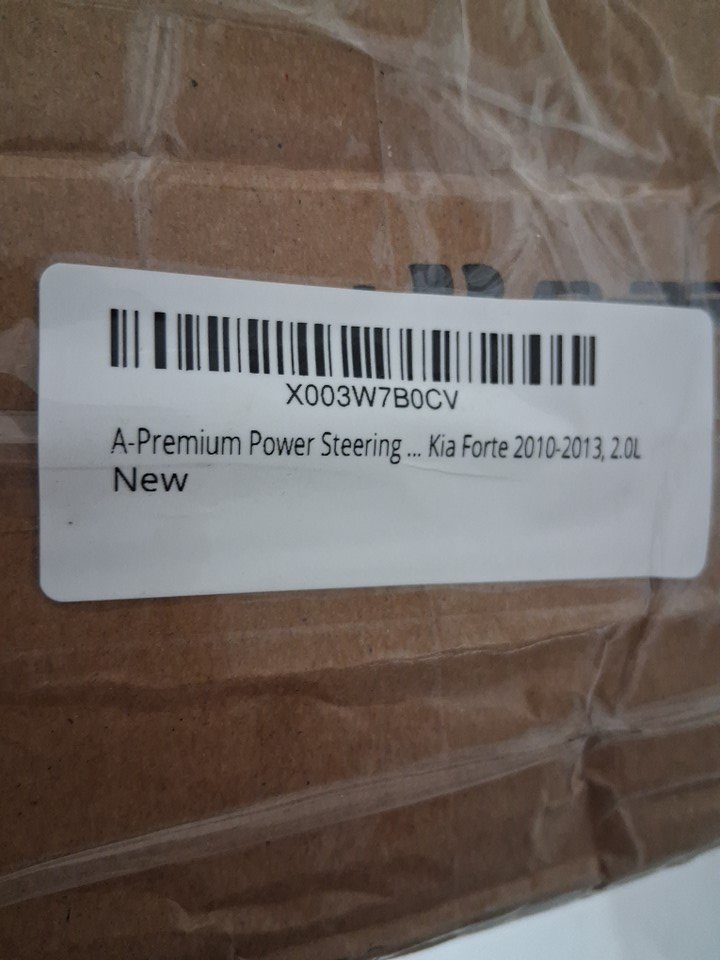 X003W7B0CV
A-Premium Power Steering ... Kia Forte 2010-2013, 2.0L
New